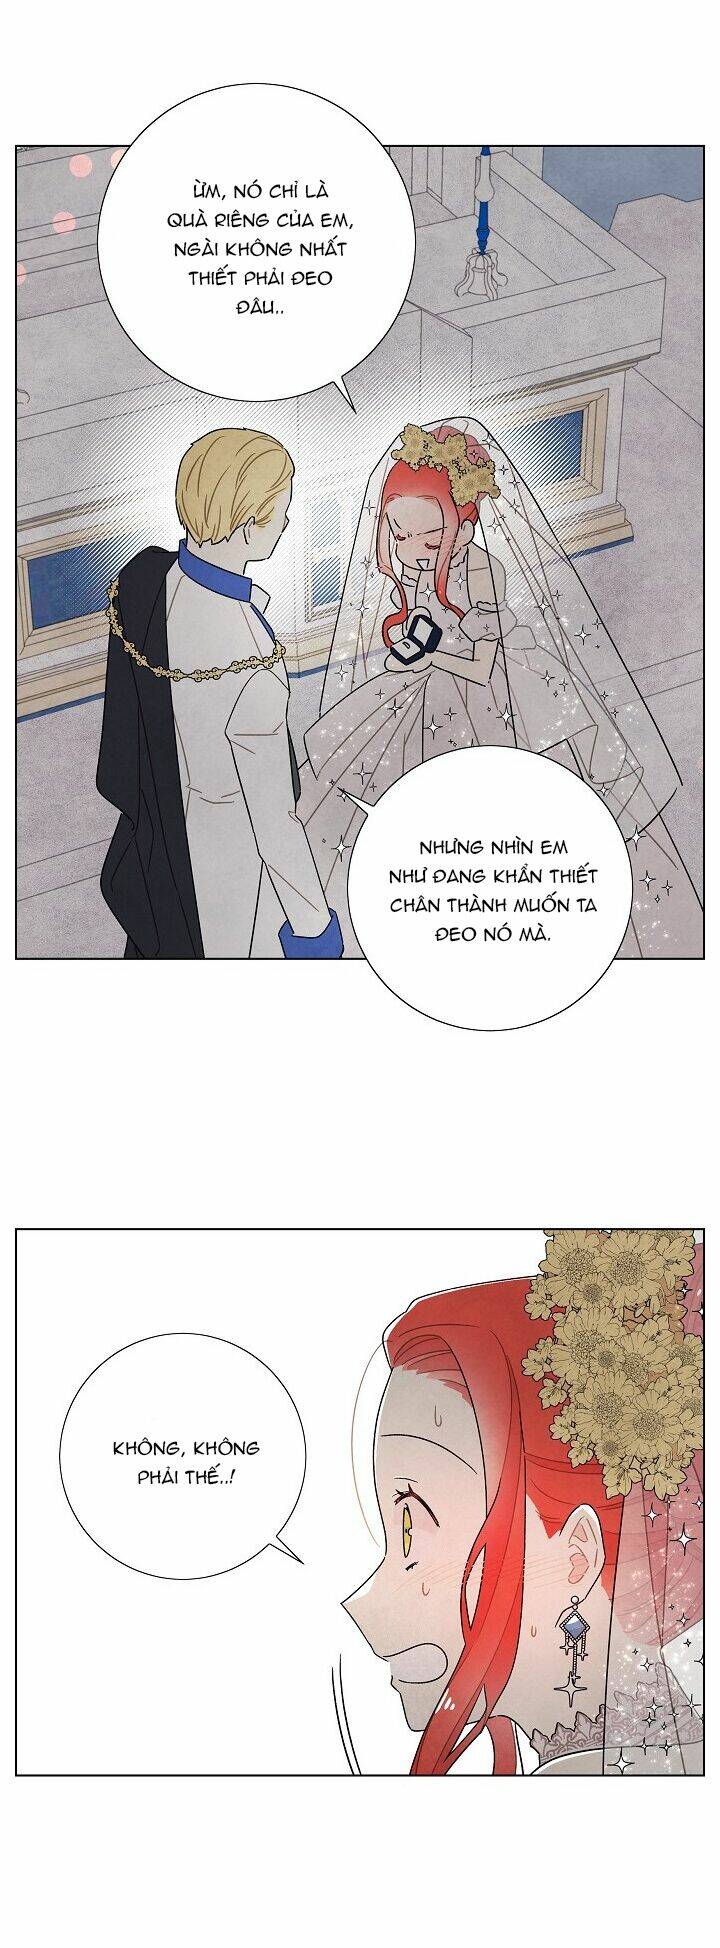 ỪM, NÓ CHỈ LÀ
QUÀ RIÊNG CỦA EM,
NGÀI KHÔNG NHẤT
THIẾT PHẢI ĐEO
ĐÂU..
NHƯNG NHÌN EM
NHƯ ĐANG KHẨN THIẾT
CHÂN THÀNH MUỐN TA
ĐEO NÓ MÀ.
KHÔNG, KHÔNG
PHẢI THẾ..!